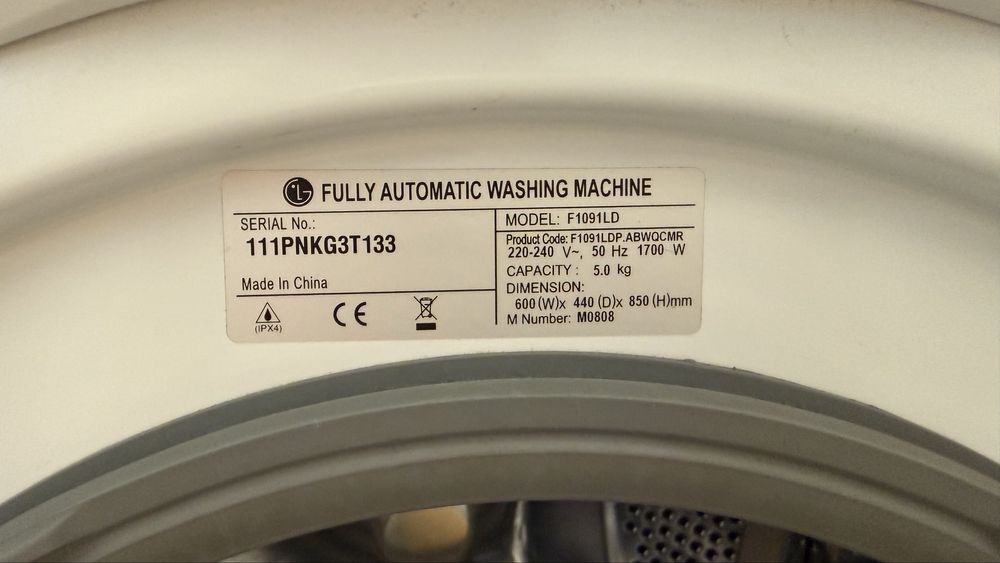 LG FULLY AUTOMATIC WASHING MACHINE
SERIAL No.:
111PNKG3T133
Made In China
(IPX4)
CE
MODEL: F1091LD
Product Code: F1091LDP.ABWQCMR
220-240 V~, 50 Hz 1700 W
CAPACITY : 5.0 kg
DIMENSION:
600 (W)x 440 (D)x 850 (H)mm
M Number: M0808